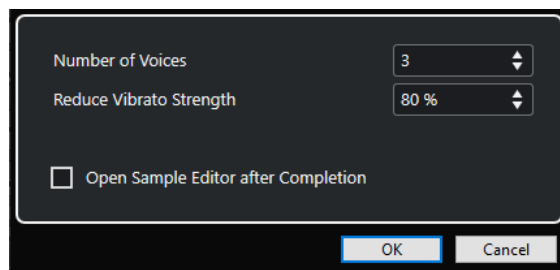 Number of Voices 3
Reduce Vibrato Strength 80 %
Open Sample Editor after Completion
OK Cancel